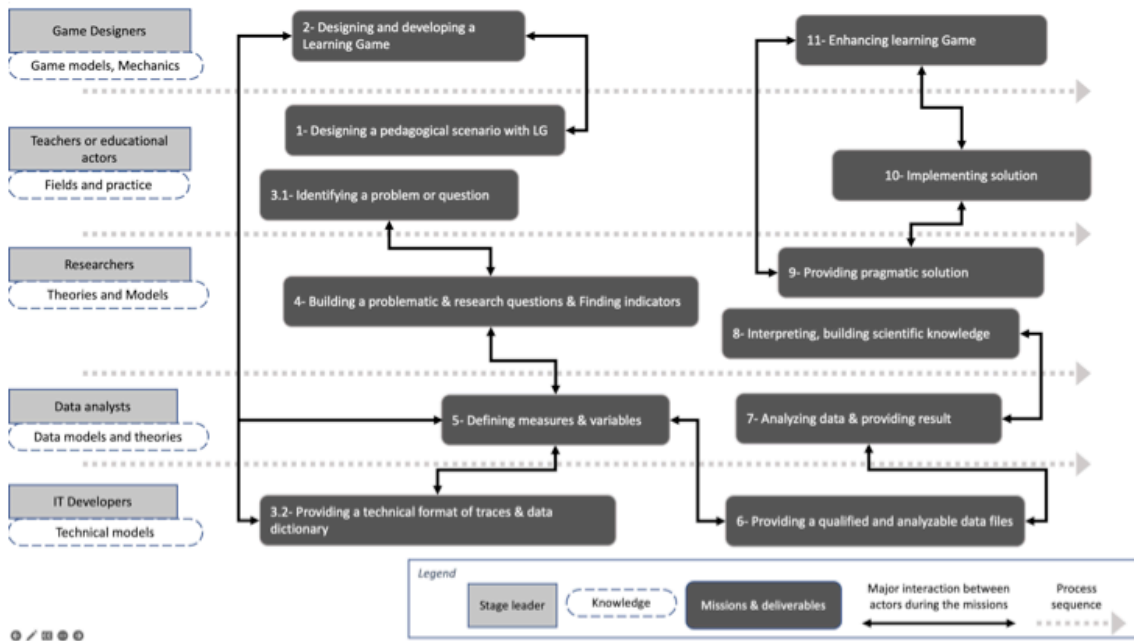 Game Designers
Game models, Mechanics
2- Designing and developing a
Learning Game
11- Enhancing learning Game
1- Designing a pedagogical scenario with LG
Teachers or educational
actors
Fields and practice
10- Implementing solution
3.1- Identifying a problem or question
Researchers
Theories and Models
9- Providing pragmatic solution
4- Building a problematic & research questions & Finding indicators
8- Interpreting, building scientific knowledge
Data analysts
Data models and theories
5- Defining measures & variables
7- Analyzing data & providing result
IT Developers
Technical models
3.2- Providing a technical format of traces & data
dictionary
6- Providing a qualified and analyzable data files
Legend
Stage leader
Knowledge
Missions & deliverables
Major interaction between
actors during the missions
Process
sequence